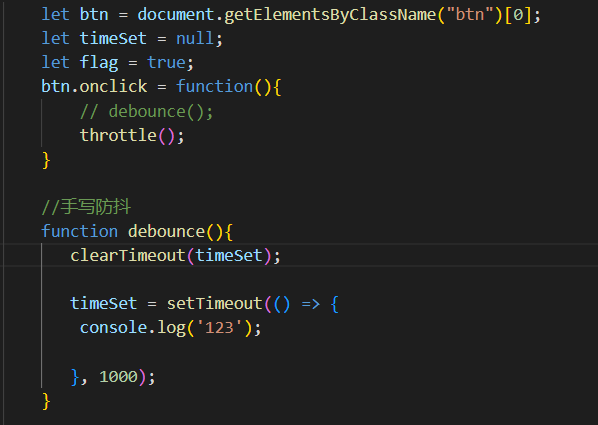 let btn = document.getElementsByClassName("btn")[0];
let timeSet = null;
let flag = true;
btn.onclick = function(){
// debounce();
throttle();
}
//手写防抖
function debounce(){
clearTimeout(timeSet);
timeSet = setTimeout(() => {
console.log('123');
}, 1000);
}